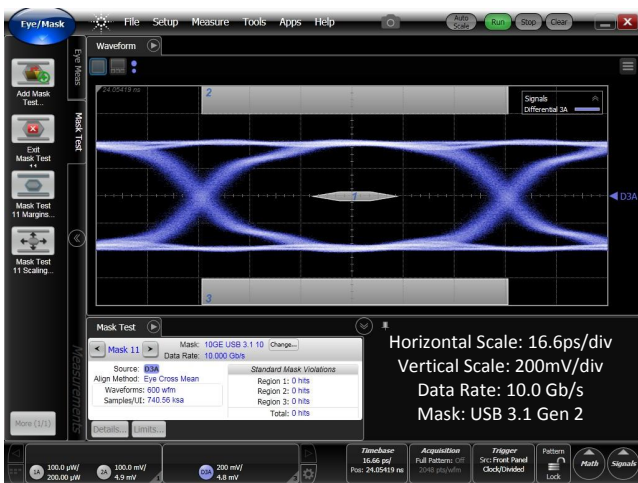 Eye/Mask
File Setup Measure Tools Apps Help
Auto Scale
Run
Stop
Clear
Waveform
Eye Meas
Mask Test
Add Mask
Test...
Exit
Mask Test
11
Mask Test
11 Margins...
Mask Test
11 Scaling...
Measurements
More (1/1)
24.05419 ns
2
Signals
Differential 3A
1
D3A
3
Mask Test
Mask 11
Mask: 10GE USB 3.1 10 Change...
Data Rate: 10.000 Gb/s
Source: D3A
Align Method: Eye Cross Mean
Waveforms: 600 wfm
Samples/UI: 740.56 ksa
Standard Mask Violations
Region 1: 0 hits
Region 2: 0 hits
Region 3: 0 hits
Total: 0 hits
Details...
Limits...
Horizontal Scale: 16.6ps/div
Vertical Scale: 200mV/div
Data Rate: 10.0 Gb/s
Mask: USB 3.1 Gen 2
1A 100.0 µW/
200.00 µW
2A 100.0 mV/
4.9 mV
D3A 200 mV/
4.8 mV
Timebase
16.66 ps/
Pos: 24.05419 ns
Acquisition
Full Pattern: Off
2048 pts/wfm
Trigger
Src: Front Panel
Clock/Divided
Pattern
Lock
Math
Signals